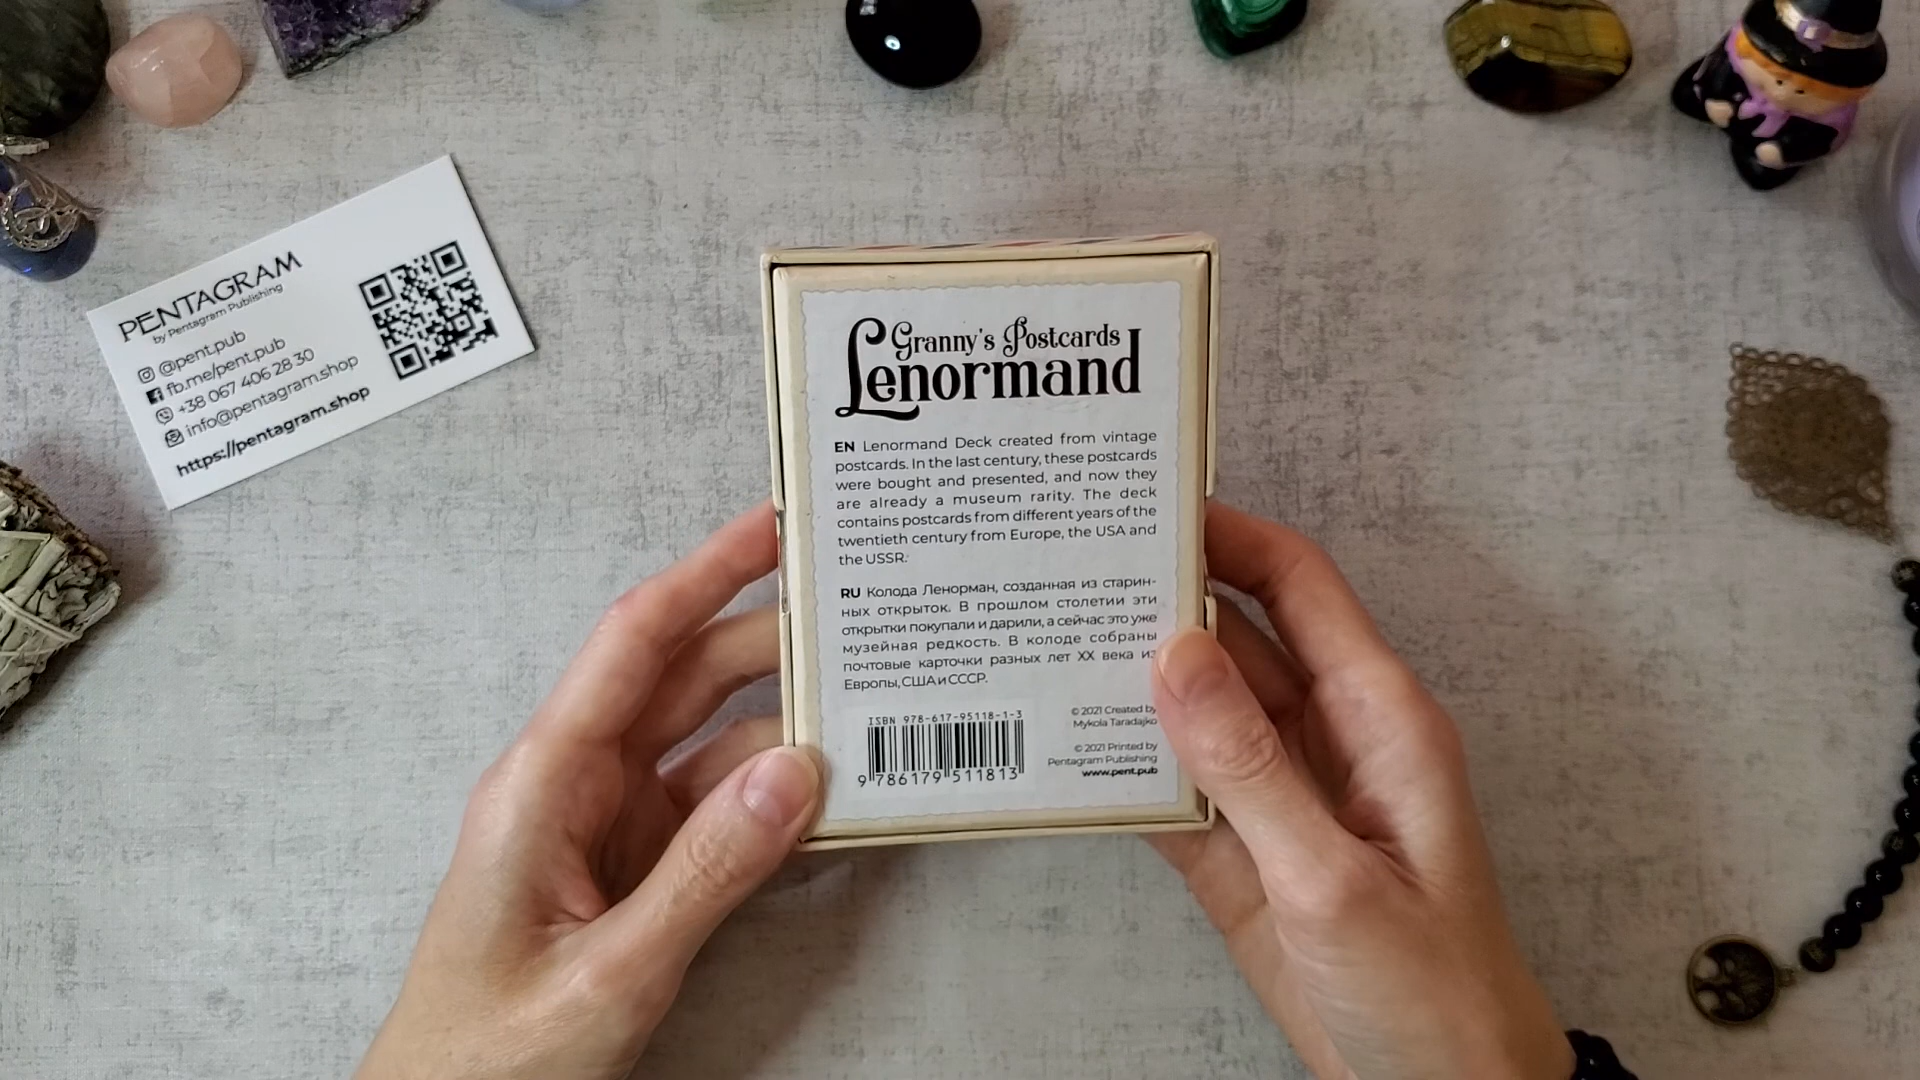 PENTAGRAM
by Pentagram Publishing
@pent.pub
fb.me/pent.pub
+38 067 406 28 30
info@pentagram.shop
https://pentagram.shop
Granny's Postcards
Lenormand
EN Lenormand Deck created from vintage
postcards. In the last century, these postcards
were bought and presented, and now they
are already a museum rarity. The deck
contains postcards from different years of the
twentieth century from Europe, the USA and
the USSR.
RU Колода Ленорман, созданная из старин-
ных открыток. В прошлом столетии эти
открытки покупали и дарили, а сейчас это уже
музейная редкость. В колоде собраны
почтовые карточки разных лет XX века из
Европы, США и СССР.
ISBN 978-617-95118-1-3
9 786179 511813
© 2021 Created by
Mykola Taradajko
© 2021 Printed by
Pentagram Publishing
www.pent.pub